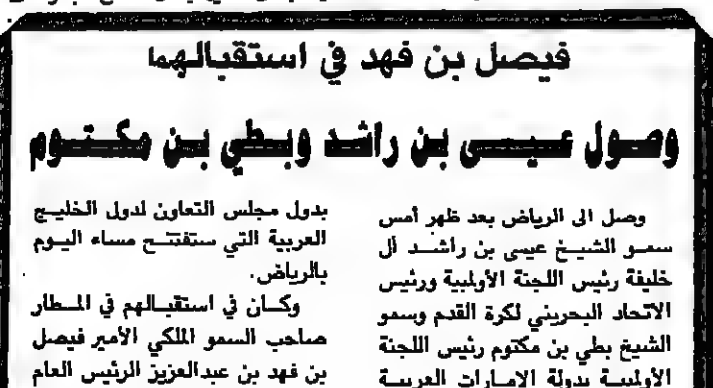 فيصل بن فهد في استقبالهما
وصول عيسى بن راشد وبطي بن مكتوم
وصل الى الرياض بعد ظهر أمس
سمو الشيخ عيسى بن راشد آل
خليفة رئيس اللجنة الأولمبية ورئيس
الاتحاد البحريني لكرة القدم وسمو
الشيخ بطي بن مكتوم رئيس اللجنة
الأولمبية بدولة الامارات العربية
بدول مجلس التعاون لدول الخليج
العربية التي ستفتتح مساء اليوم
بالرياض.
وكان في استقبالهم في المطار
صاحب السمو الملكي الأمير فيصل
بن فهد بن عبدالعزيز الرئيس العام